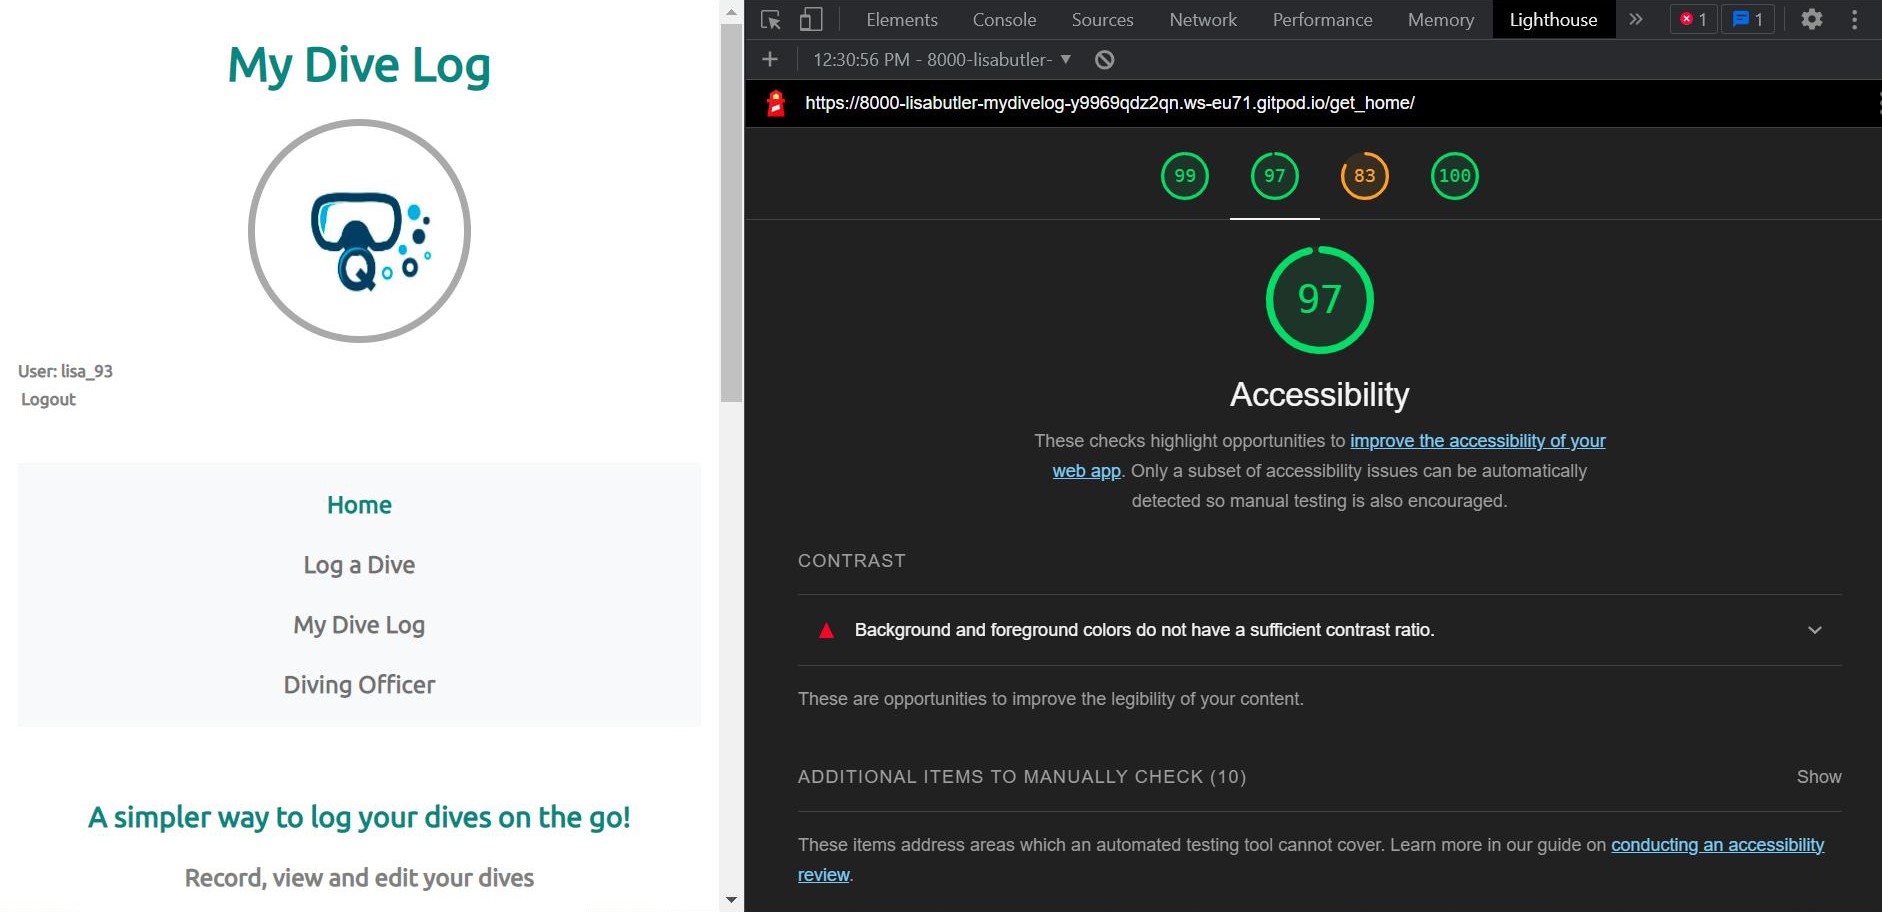 My Dive Log
Q
User: lisa_93
Logout
Home
Log a Dive
My Dive Log
Diving Officer
A simpler way to log your dives on the go!
Record, view and edit your dives
Elements Console Sources Network Performance Memory Lighthouse » 1 1
+ 12:30:56 PM - 8000-lisabutler- ▼
https://8000-lisabutler-mydivelog-y9969qdz2qn.ws-eu71.gitpod.io/get_home/
99 97 83 100
97
Accessibility
These checks highlight opportunities to improve the accessibility of your
web app. Only a subset of accessibility issues can be automatically
detected so manual testing is also encouraged.
CONTRAST
Background and foreground colors do not have a sufficient contrast ratio.
These are opportunities to improve the legibility of your content.
ADDITIONAL ITEMS TO MANUALLY CHECK (10) Show
These items address areas which an automated testing tool cannot cover. Learn more in our guide on conducting an accessibility
review.